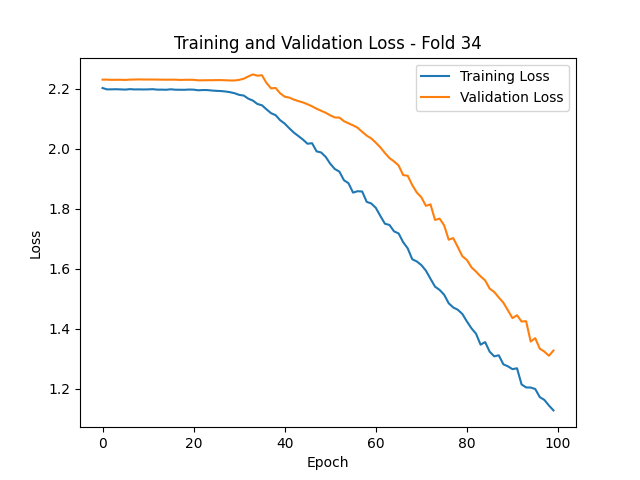 Training and Validation Loss - Fold 34
Training Loss
Validation Loss
Loss
2.2
2.0
1.8
1.6
1.4
1.2
0 20 40 60 80 100
Epoch